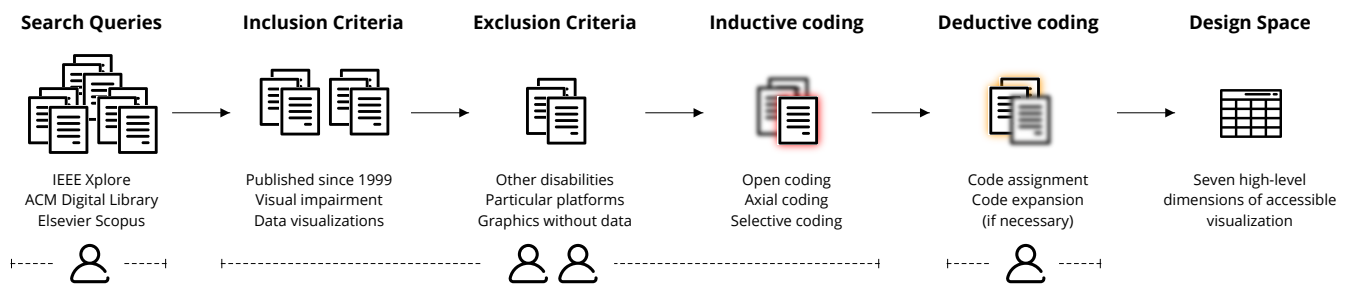 Search Queries
IEEE Xplore
ACM Digital Library
Elsevier Scopus
Inclusion Criteria
Published since 1999
Visual impairment
Data visualizations
Exclusion Criteria
Other disabilities
Particular platforms
Graphics without data
Inductive coding
Open coding
Axial coding
Selective coding
Deductive coding
Code assignment
Code expansion
(if necessary)
Design Space
Seven high-level
dimensions of accessible
visualization